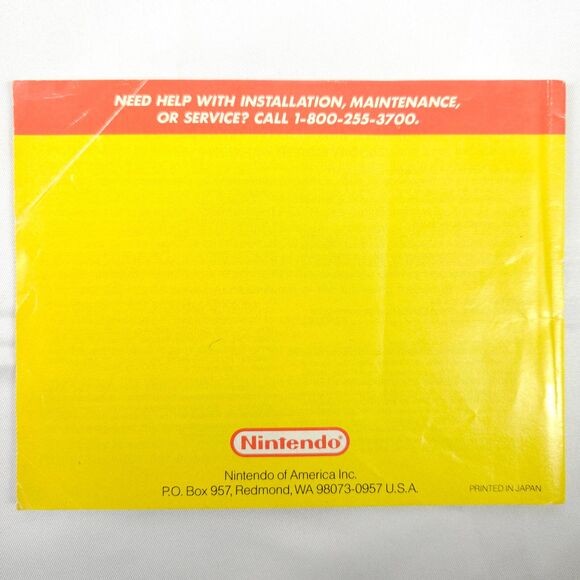 NEED HELP WITH INSTALLATION, MAINTENANCE,
OR SERVICE? CALL 1-800-255-3700.
Nintendo®
Nintendo of America Inc.
P.O. Box 957, Redmond, WA 98073-0957 U.S.A.
PRINTED IN JAPAN